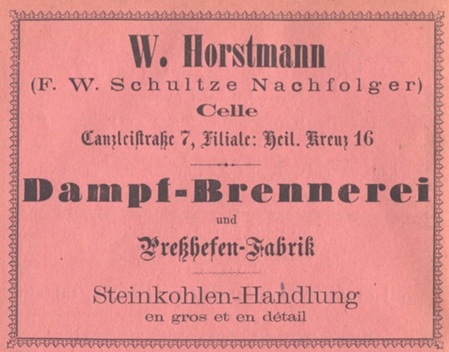 W. Horstmann
(F. W. Schultze Nachfolger)
Celle
Canzleistraße 7, Filiale: Heil. Kreuz 16
Dampf-Brennerei
und
Preßhefen-Fabrik
Steinkohlen-Handlung
en gros et en détail